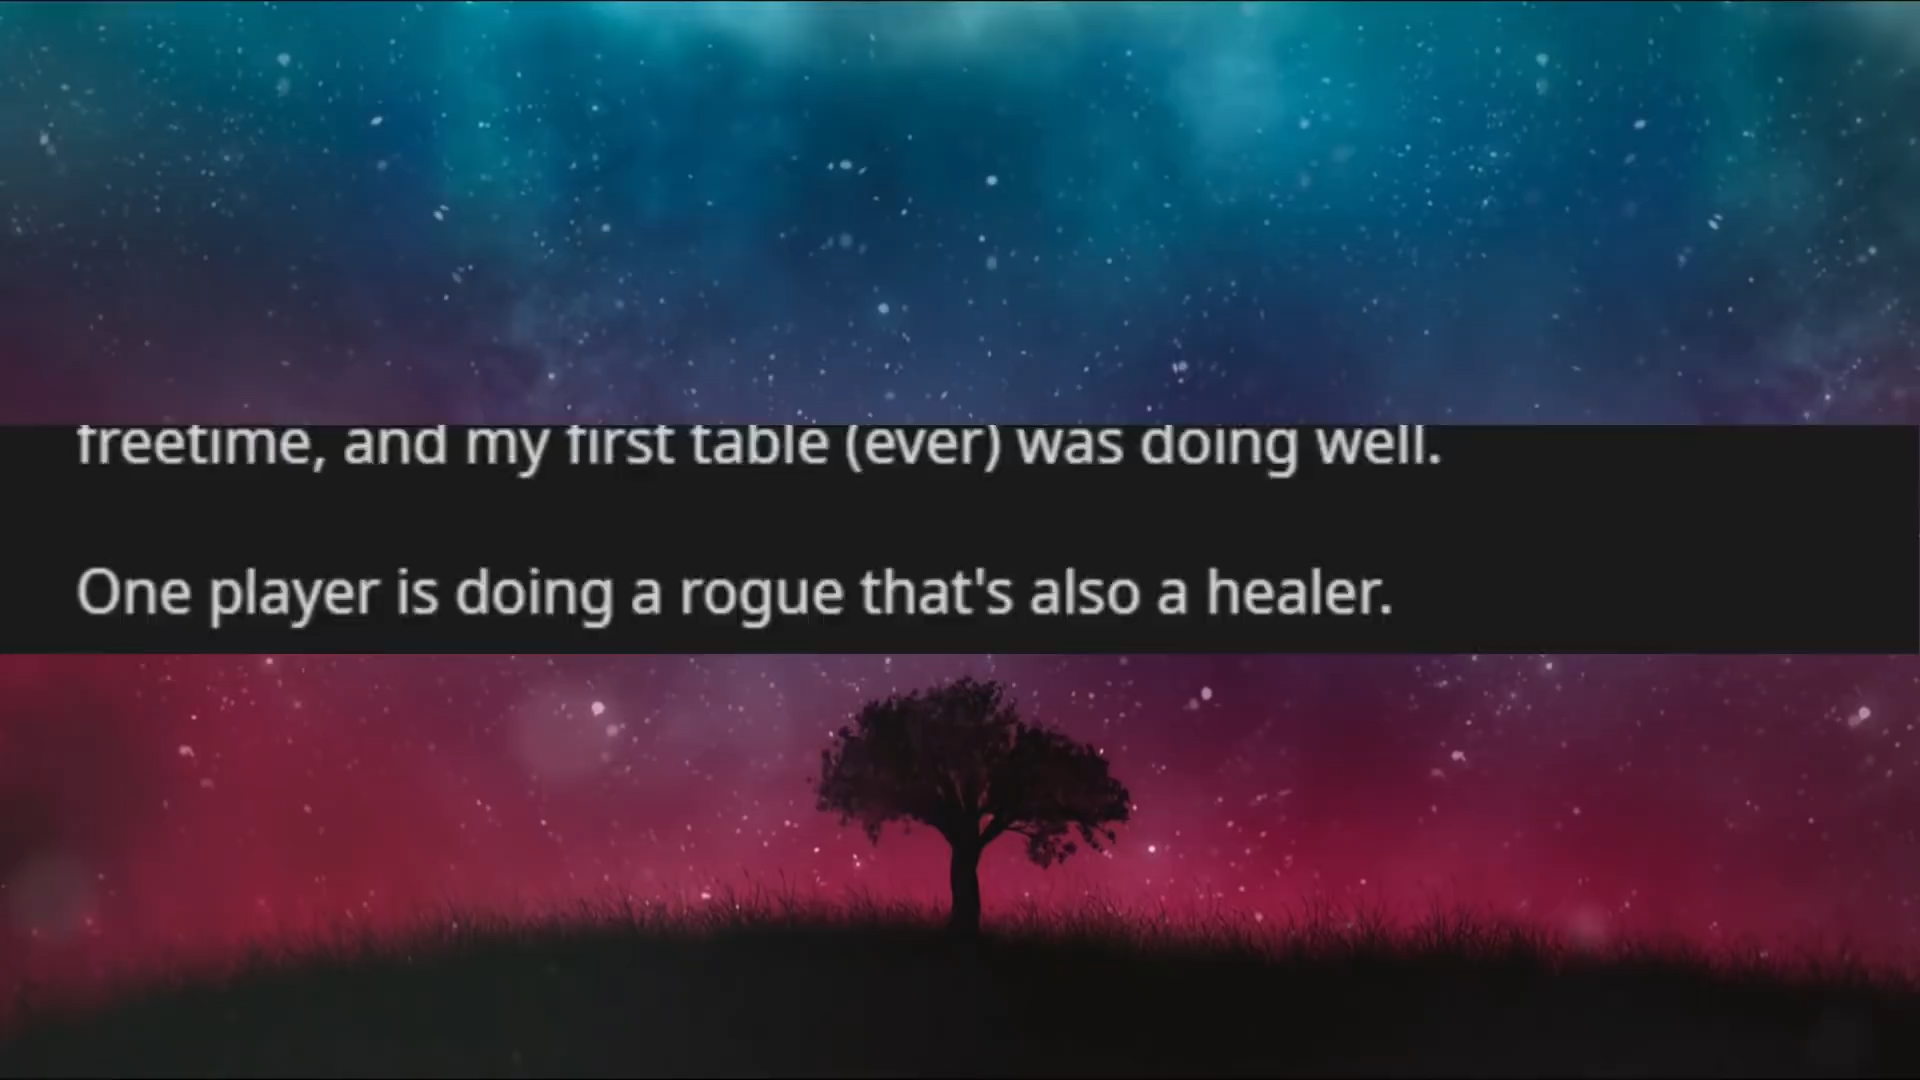 freetime, and my first table (ever) was doing well.
One player is doing a rogue that's also a healer.